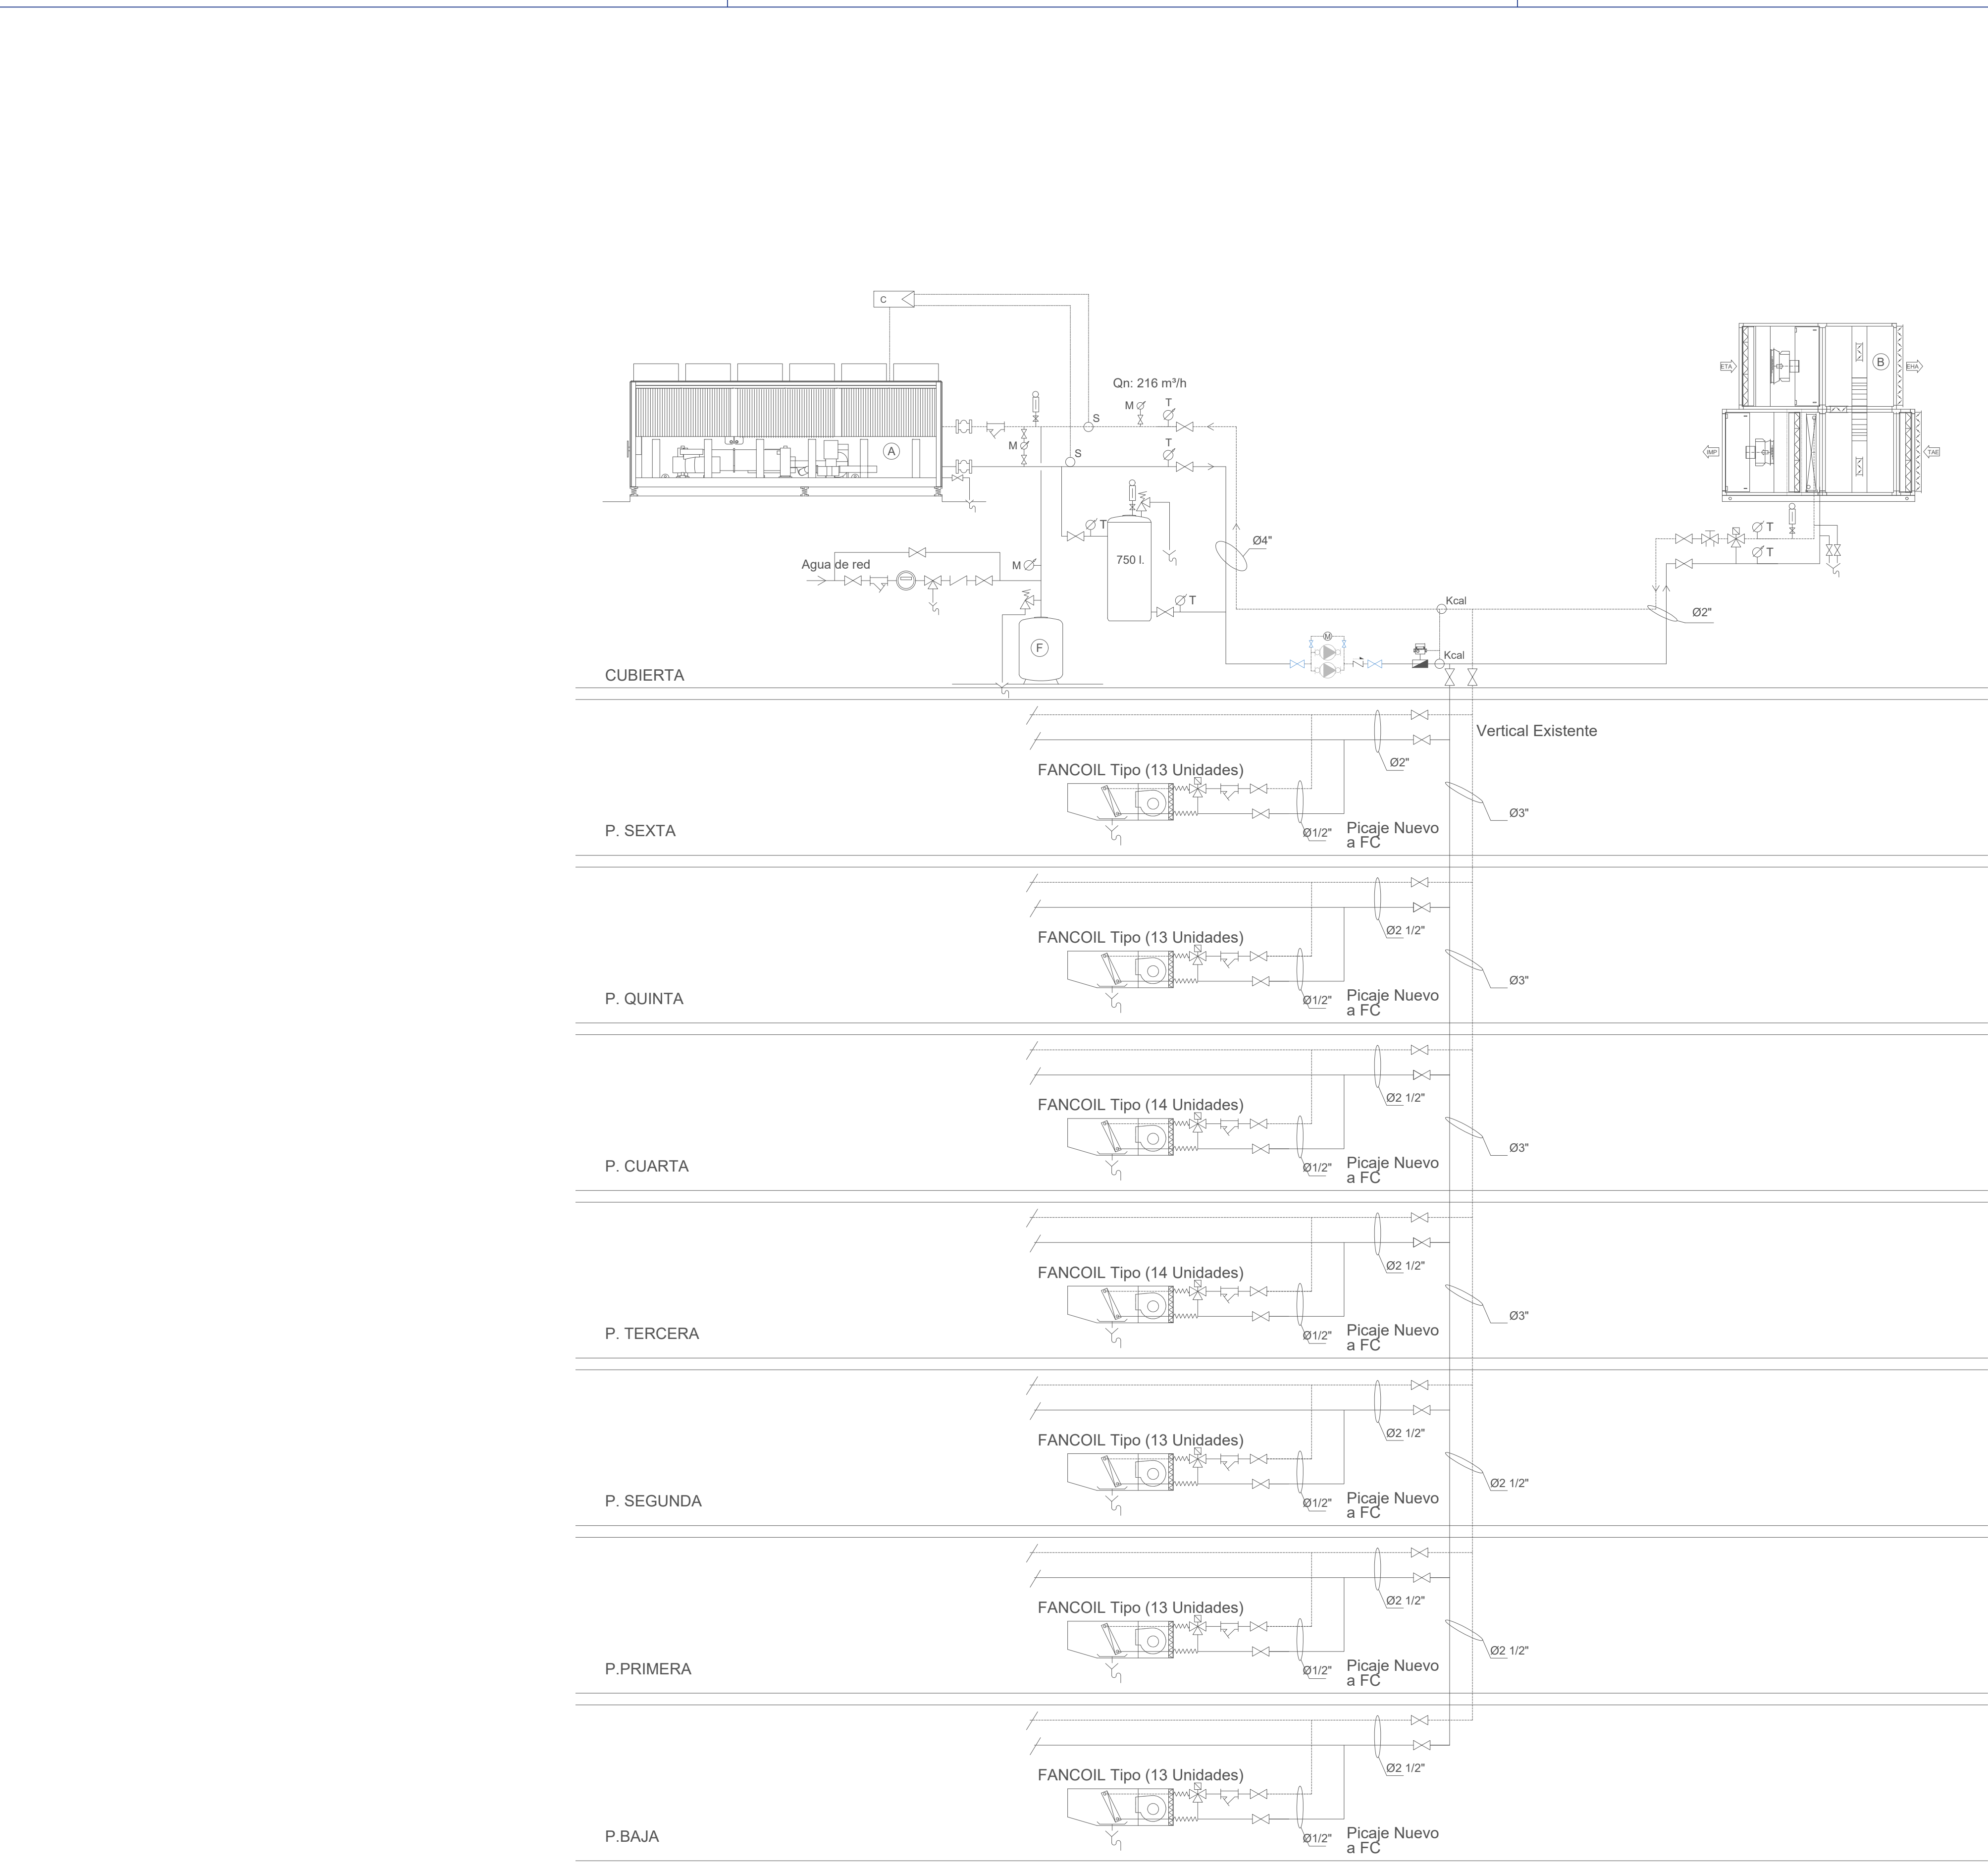 C
Qn: 216 m³/h
M
T
S
M
T
S
A
B
ETA
EHA
IMP
TAE
T
T
T
Ø4"
750 l.
Agua de red
M
T
Kcal
Ø2"
F
M
Kcal
CUBIERTA
Vertical Existente
Ø2"
FANCOIL Tipo (13 Unidades)
Ø3"
P. SEXTA
Ø1/2"
Picaje Nuevo
a FC
Ø2 1/2"
FANCOIL Tipo (13 Unidades)
Ø3"
P. QUINTA
Ø1/2"
Picaje Nuevo
a FC
Ø2 1/2"
FANCOIL Tipo (14 Unidades)
Ø3"
P. CUARTA
Ø1/2"
Picaje Nuevo
a FC
Ø2 1/2"
FANCOIL Tipo (14 Unidades)
Ø3"
P. TERCERA
Ø1/2"
Picaje Nuevo
a FC
Ø2 1/2"
FANCOIL Tipo (13 Unidades)
Ø2 1/2"
P. SEGUNDA
Ø1/2"
Picaje Nuevo
a FC
Ø2 1/2"
FANCOIL Tipo (13 Unidades)
Ø2 1/2"
P.PRIMERA
Ø1/2"
Picaje Nuevo
a FC
Ø2 1/2"
FANCOIL Tipo (13 Unidades)
P.BAJA
Ø1/2"
Picaje Nuevo
a FC